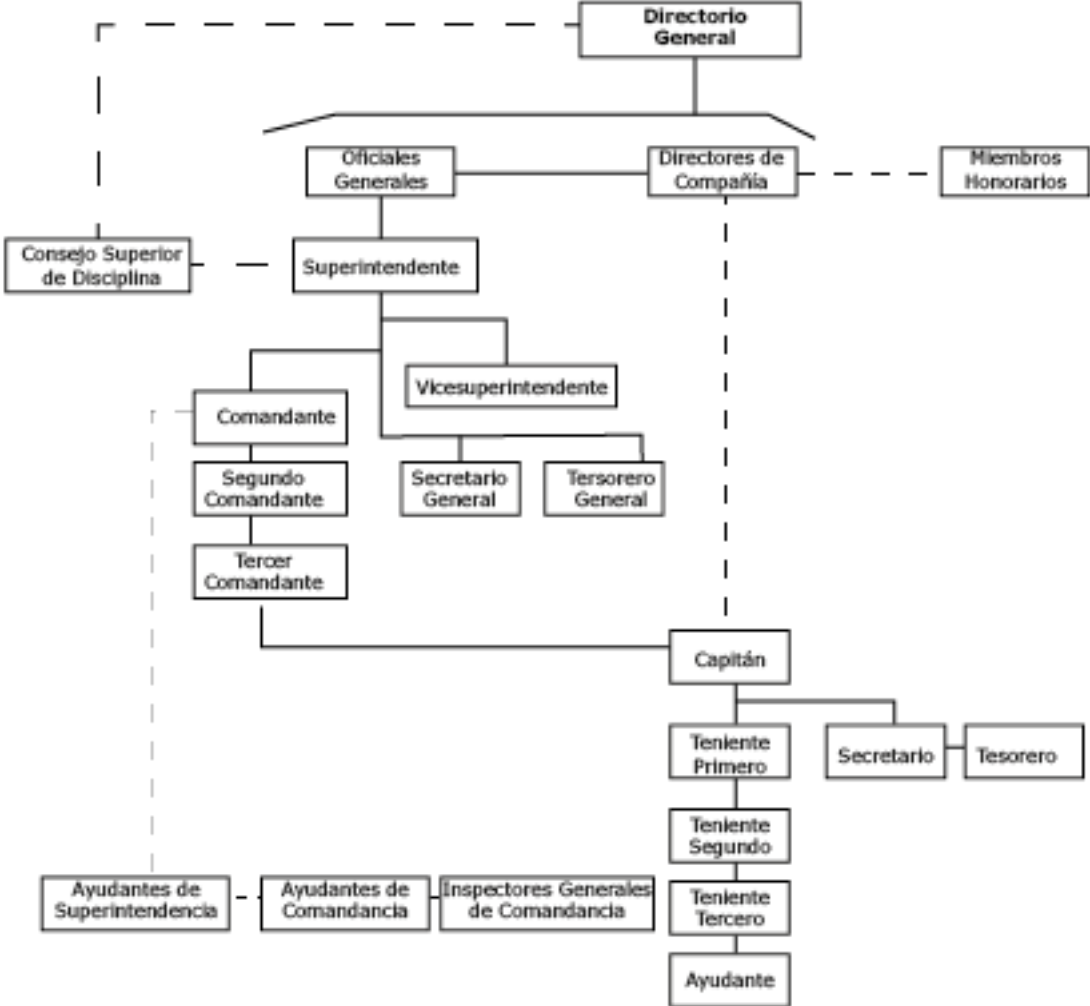 Directorio
General
Oficiales
Generales
Directores de
Compañía
Miembros
Honorarios
Consejo Superior
de Disciplina
Superintendente
Vicesuperintendente
Comandante
Segundo
Comandante
Secretario
General
Tersorero
General
Tercer
Comandante
Capitán
Teniente
Primero
Secretario
Tesorero
Teniente
Segundo
Ayudantes de
Superintendencia
Ayudantes de
Comandancia
Inspectores Generales
de Comandancia
Teniente
Tercero
Ayudante